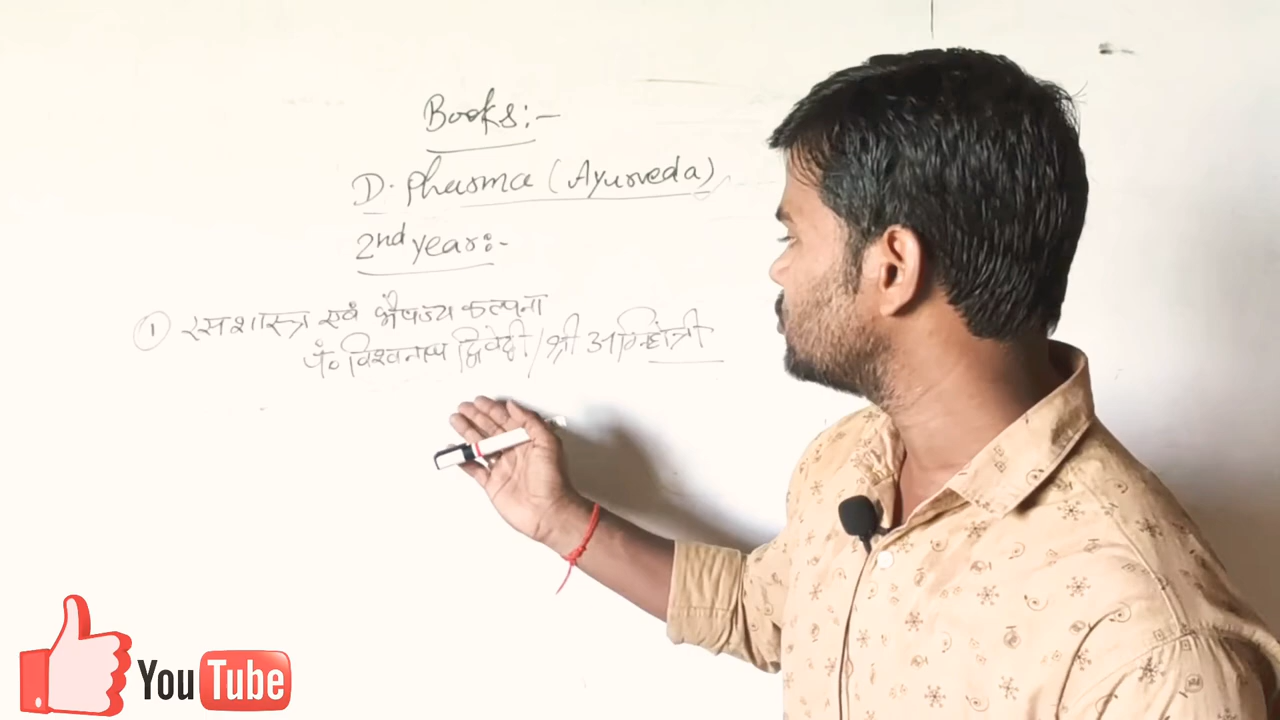 Books:-
D. Pharma (Ayurveda)
2nd year:-
1 रसशास्त्र एवं भैषज्य कल्पना
पं० विश्वनाथ द्विवेदी / श्री अग्निहोत्री
YouTube